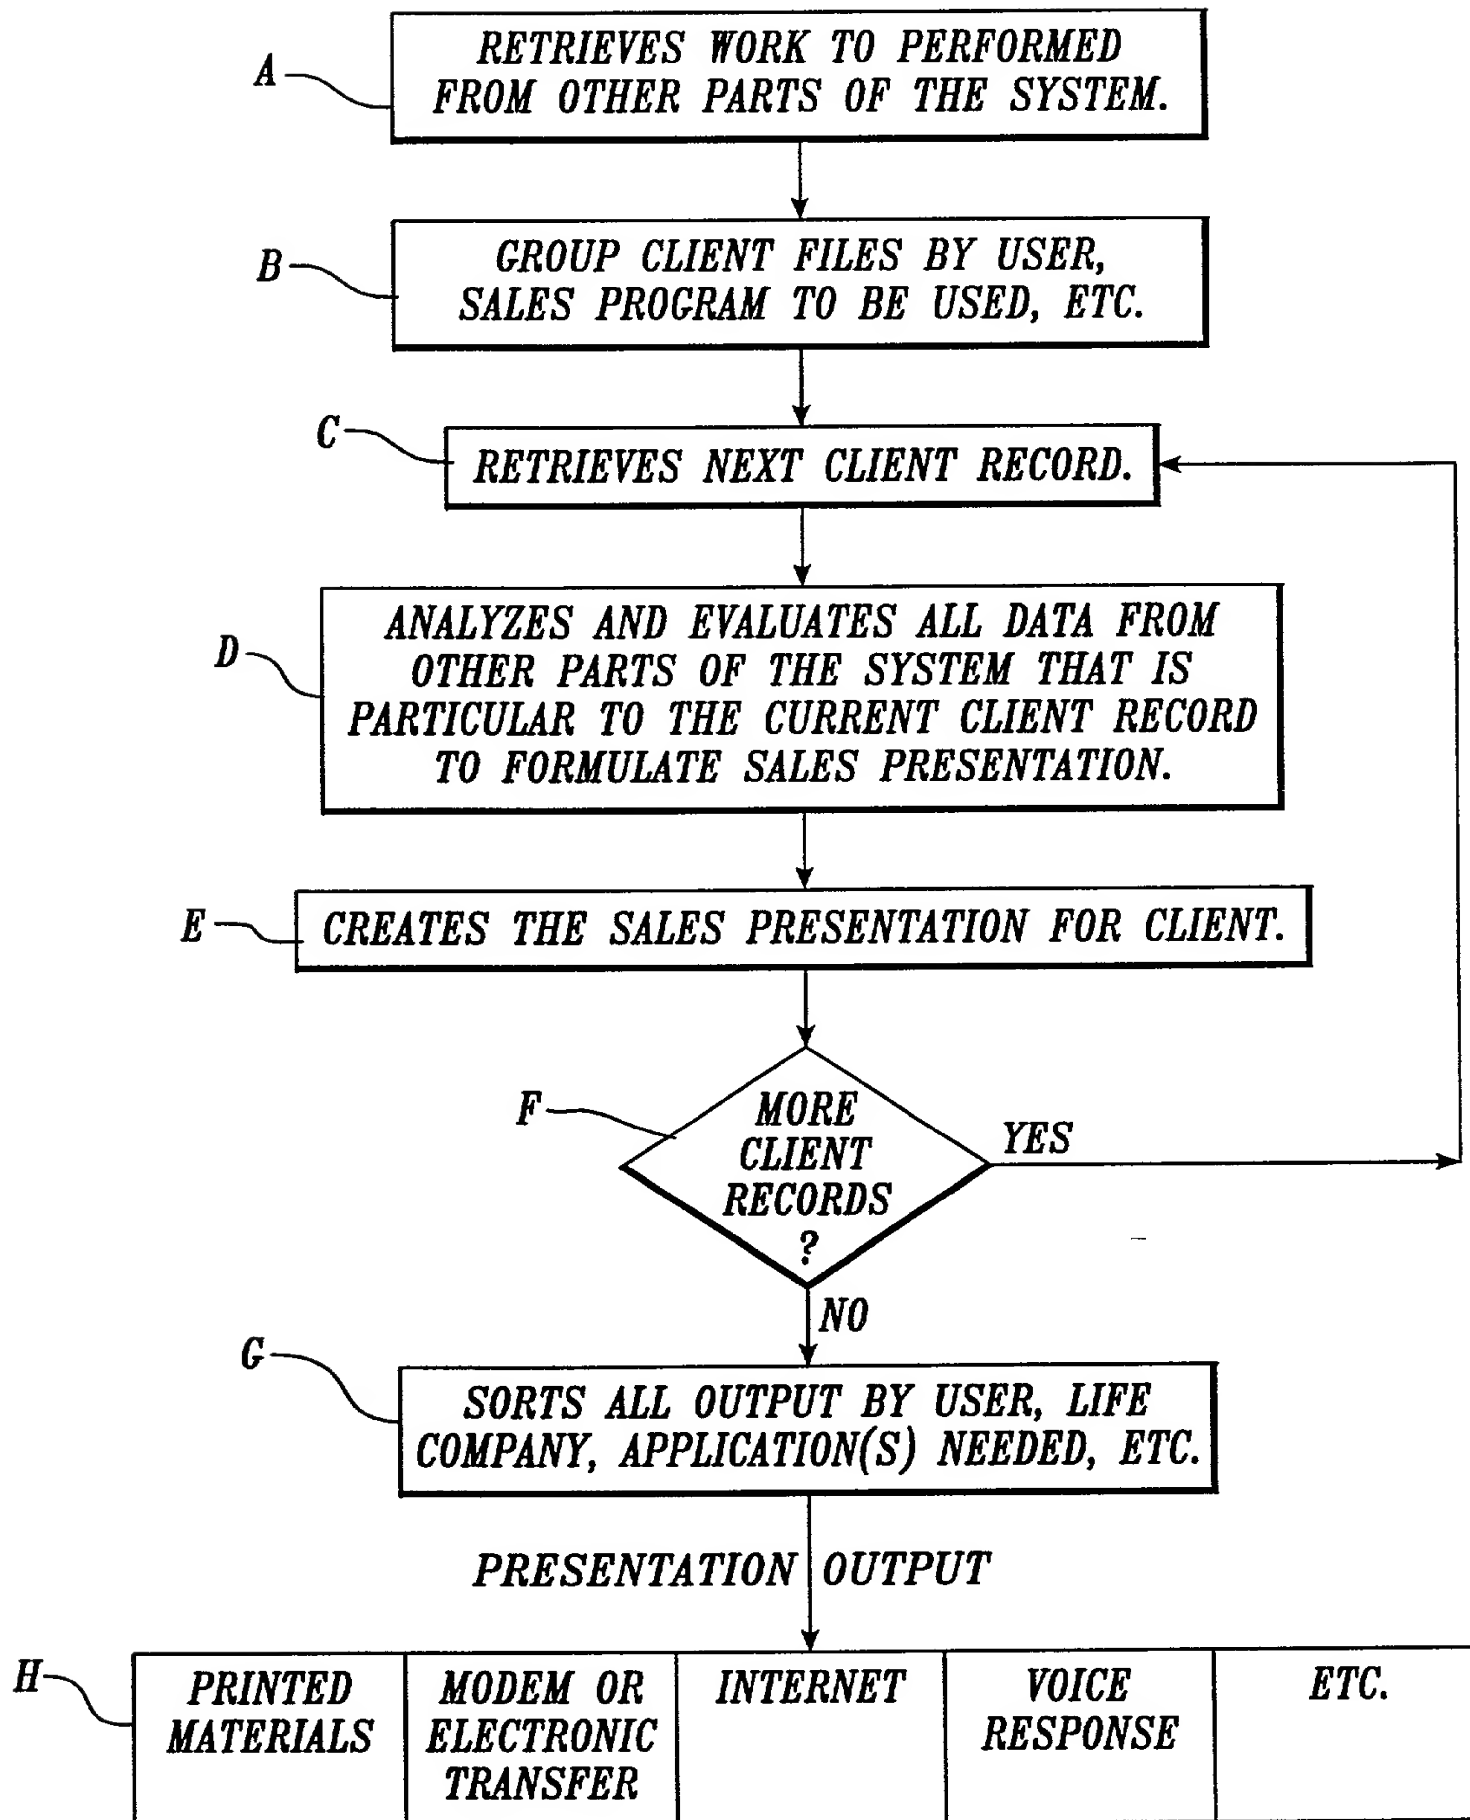 A
RETRIEVES WORK TO PERFORMED
FROM OTHER PARTS OF THE SYSTEM.
B
GROUP CLIENT FILES BY USER,
SALES PROGRAM TO BE USED, ETC.
C
RETRIEVES NEXT CLIENT RECORD.
D
ANALYZES AND EVALUATES ALL DATA FROM
OTHER PARTS OF THE SYSTEM THAT IS
PARTICULAR TO THE CURRENT CLIENT RECORD
TO FORMULATE SALES PRESENTATION.
E
CREATES THE SALES PRESENTATION FOR CLIENT.
F
MORE
CLIENT
RECORDS
?
YES
NO
G
SORTS ALL OUTPUT BY USER, LIFE
COMPANY, APPLICATION(S) NEEDED, ETC.
PRESENTATION OUTPUT
H
PRINTED
MATERIALS
MODEM OR
ELECTRONIC
TRANSFER
INTERNET
VOICE
RESPONSE
ETC.